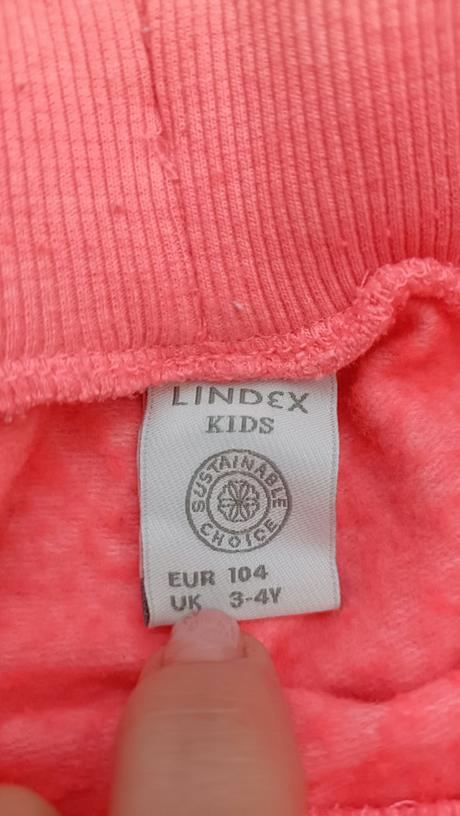 LINDEX
KIDS
SUSTAINABLE
CHOICE
EUR 104
UK 3-4Y